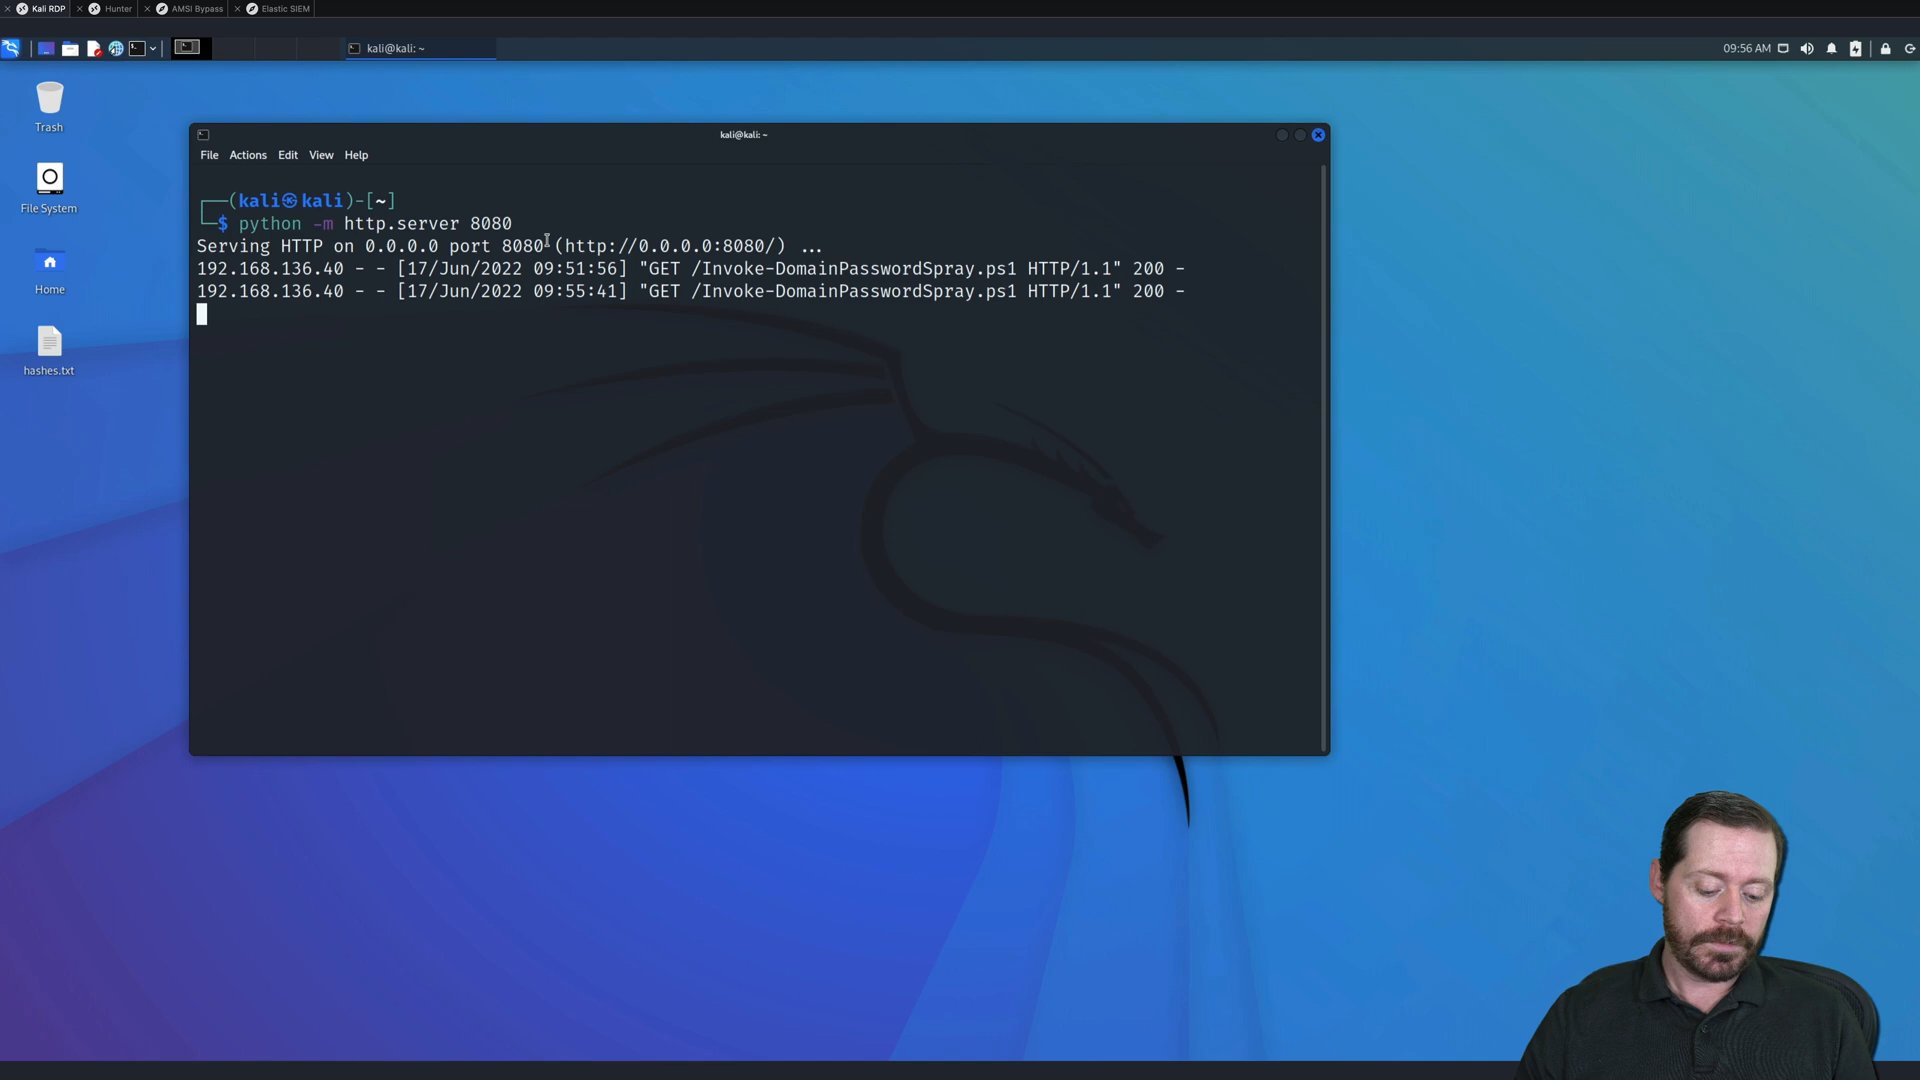 Kali RDP
Hunter
AMSI Bypass
Elastic SIEM
kali@kali: ~
09:56 AM
Trash
File System
Home
hashes.txt
kali@kali: ~
File Actions Edit View Help
┌──(kali㉿kali)-[~]
└─$ python -m http.server 8080
Serving HTTP on 0.0.0.0 port 8080 (http://0.0.0.0:8080/) ...
192.168.136.40 - - [17/Jun/2022 09:51:56] "GET /Invoke-DomainPasswordSpray.ps1 HTTP/1.1" 200 -
192.168.136.40 - - [17/Jun/2022 09:55:41] "GET /Invoke-DomainPasswordSpray.ps1 HTTP/1.1" 200 -